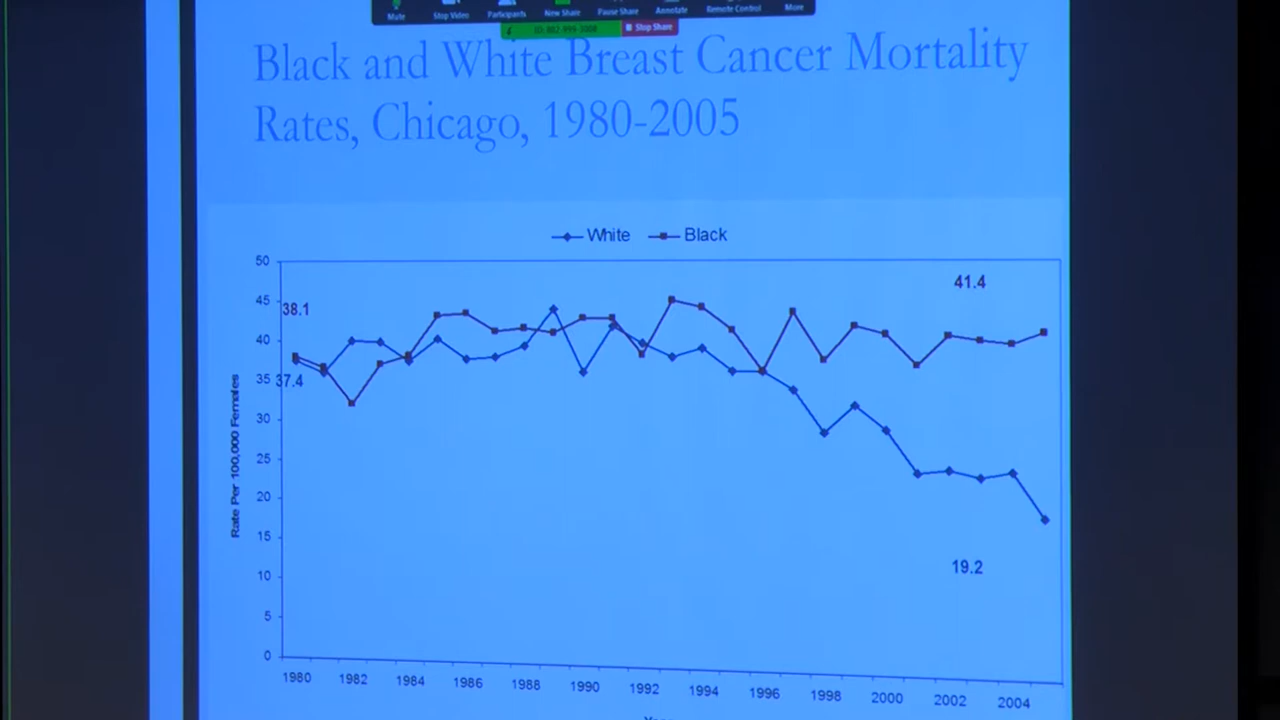 Mute Stop Video Participants New Share Pause Share Annotate Remote Control More
Stop Share
Black and White Breast Cancer Mortality
Rates, Chicago, 1980-2005
White Black
50
41.4
45
38.1
40
35
37.4
30
25
20
15
19.2
10
5
0
Rate Per 100,000 Females
1980 1982 1984 1986 1988 1990 1992 1994 1996 1998 2000 2002 2004